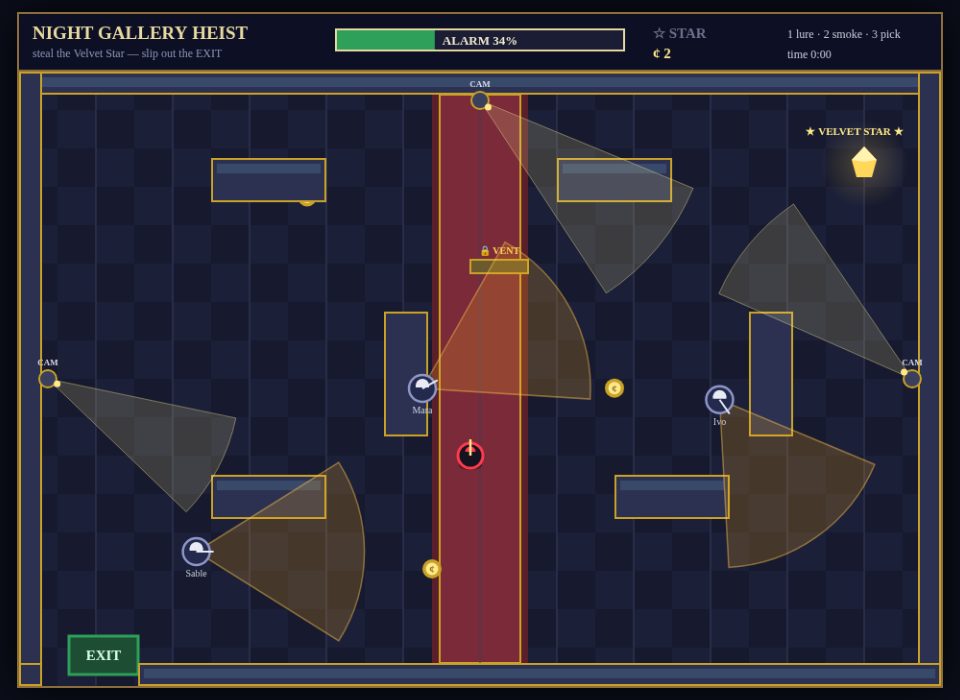 NIGHT GALLERY HEIST
steal the Velvet Star — slip out the EXIT
ALARM 34%
☆ STAR
¢ 2
1 lure · 2 smoke · 3 pick
time 0:00
CAM
★ VELVET STAR ★
🔒 VENT
CAM
CAM
¢
Mara
Ivo
¢
Sable
EXIT